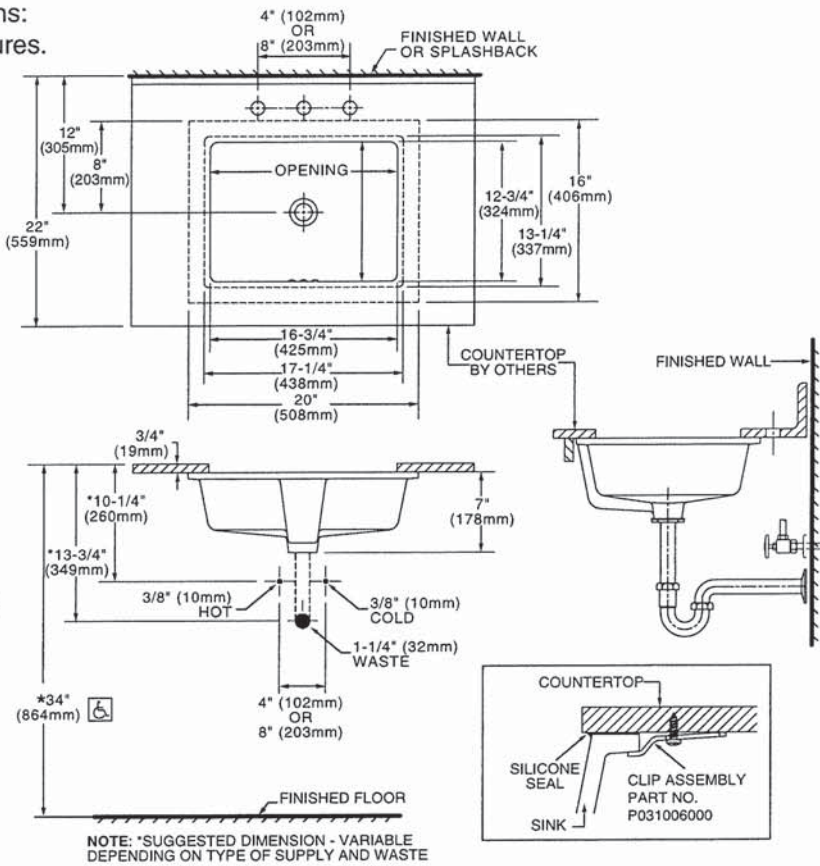 ns:
ures.
4" (102mm)
OR
8" (203mm)
FINISHED WALL
OR SPLASHBACK
12"
(305mm)
8"
(203mm)
22"
(559mm)
OPENING
12-3/4"
(324mm)
13-1/4"
(337mm)
16"
(406mm)
16-3/4"
(425mm)
17-1/4"
(438mm)
20"
(508mm)
COUNTERTOP
BY OTHERS
FINISHED WALL
3/4"
(19mm)
*10-1/4"
(260mm)
*13-3/4"
(349mm)
7"
(178mm)
3/8" (10mm)
HOT
3/8" (10mm)
COLD
1-1/4" (32mm)
WASTE
*34"
(864mm)
4" (102mm)
OR
8" (203mm)
FINISHED FLOOR
NOTE: *SUGGESTED DIMENSION - VARIABLE
DEPENDING ON TYPE OF SUPPLY AND WASTE
COUNTERTOP
SILICONE
SEAL
SINK
CLIP ASSEMBLY
PART NO.
P031006000